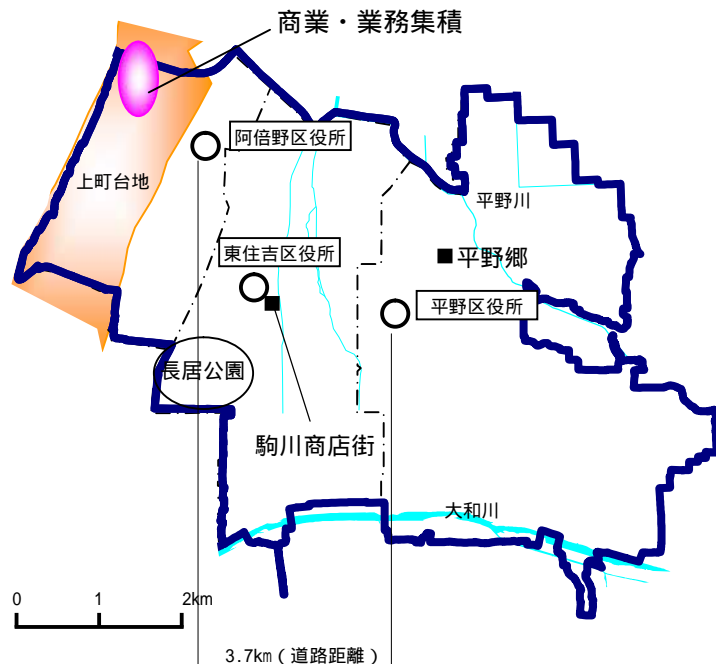 商業・業務集積
阿倍野区役所
上町台地
平野川
東住吉区役所
平野郷
平野区役所
長居公園
駒川商店街
大和川
0 1 2km
3.7km（道路距離）